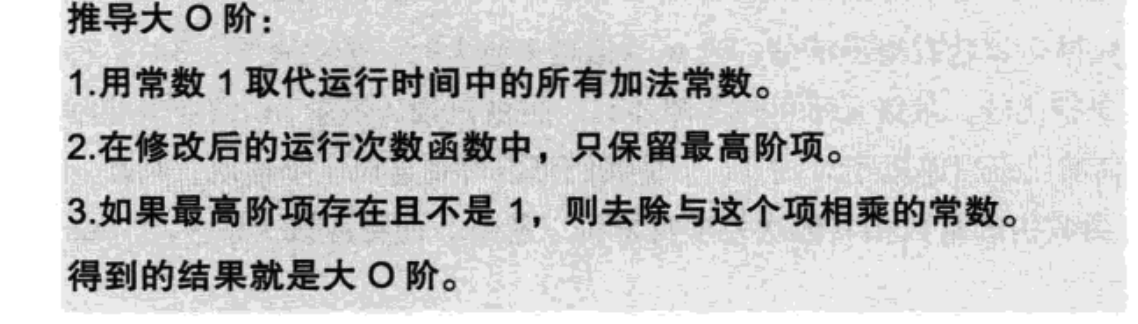 推导大 O 阶：
1.用常数 1 取代运行时间中的所有加法常数。
2.在修改后的运行次数函数中，只保留最高阶项。
3.如果最高阶项存在且不是 1，则去除与这个项相乘的常数。
得到的结果就是大 O 阶。